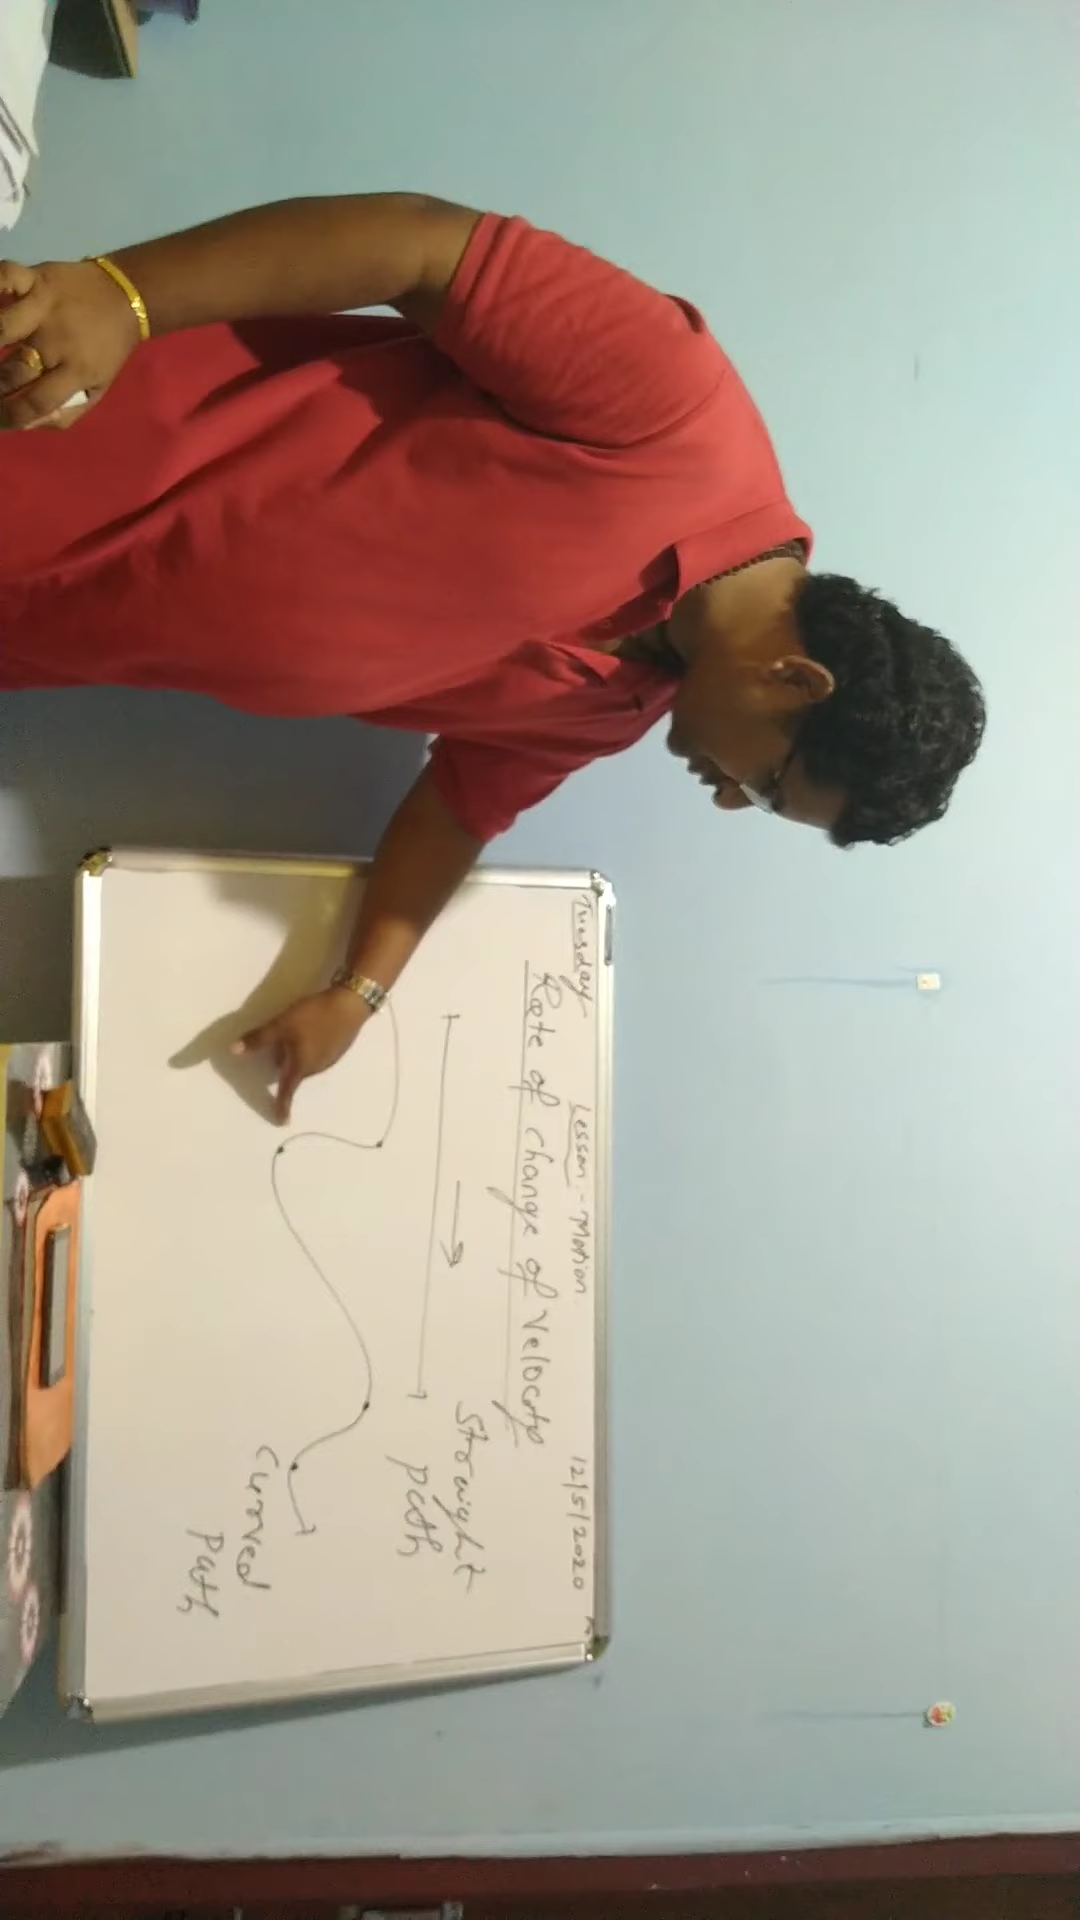 Tuesday Lesson:- Motion. 12/5/2020
Rate of change of Velocity
Straight
path
Curved
path